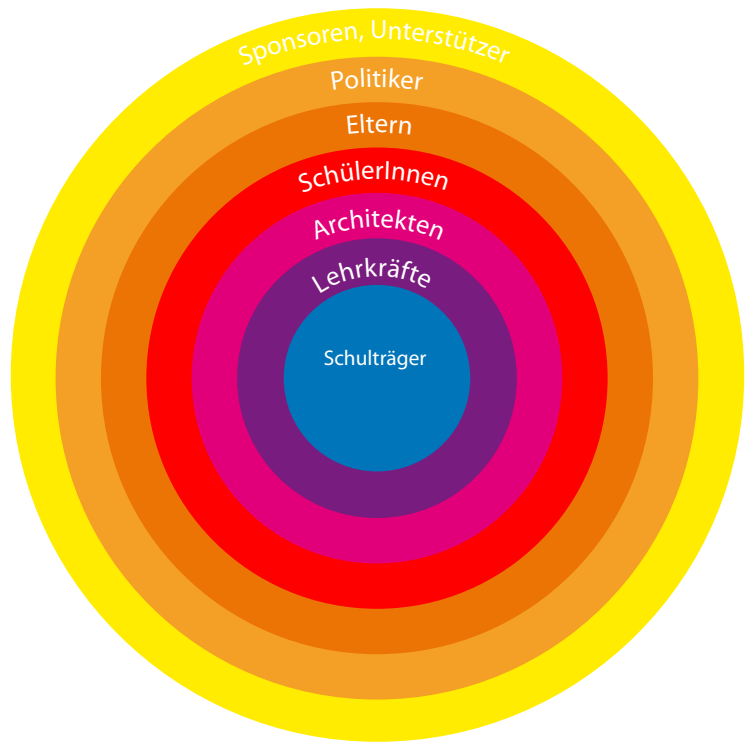 Sponsoren, Unterstützer
Politiker
Eltern
SchülerInnen
Architekten
Lehrkräfte
Schulträger